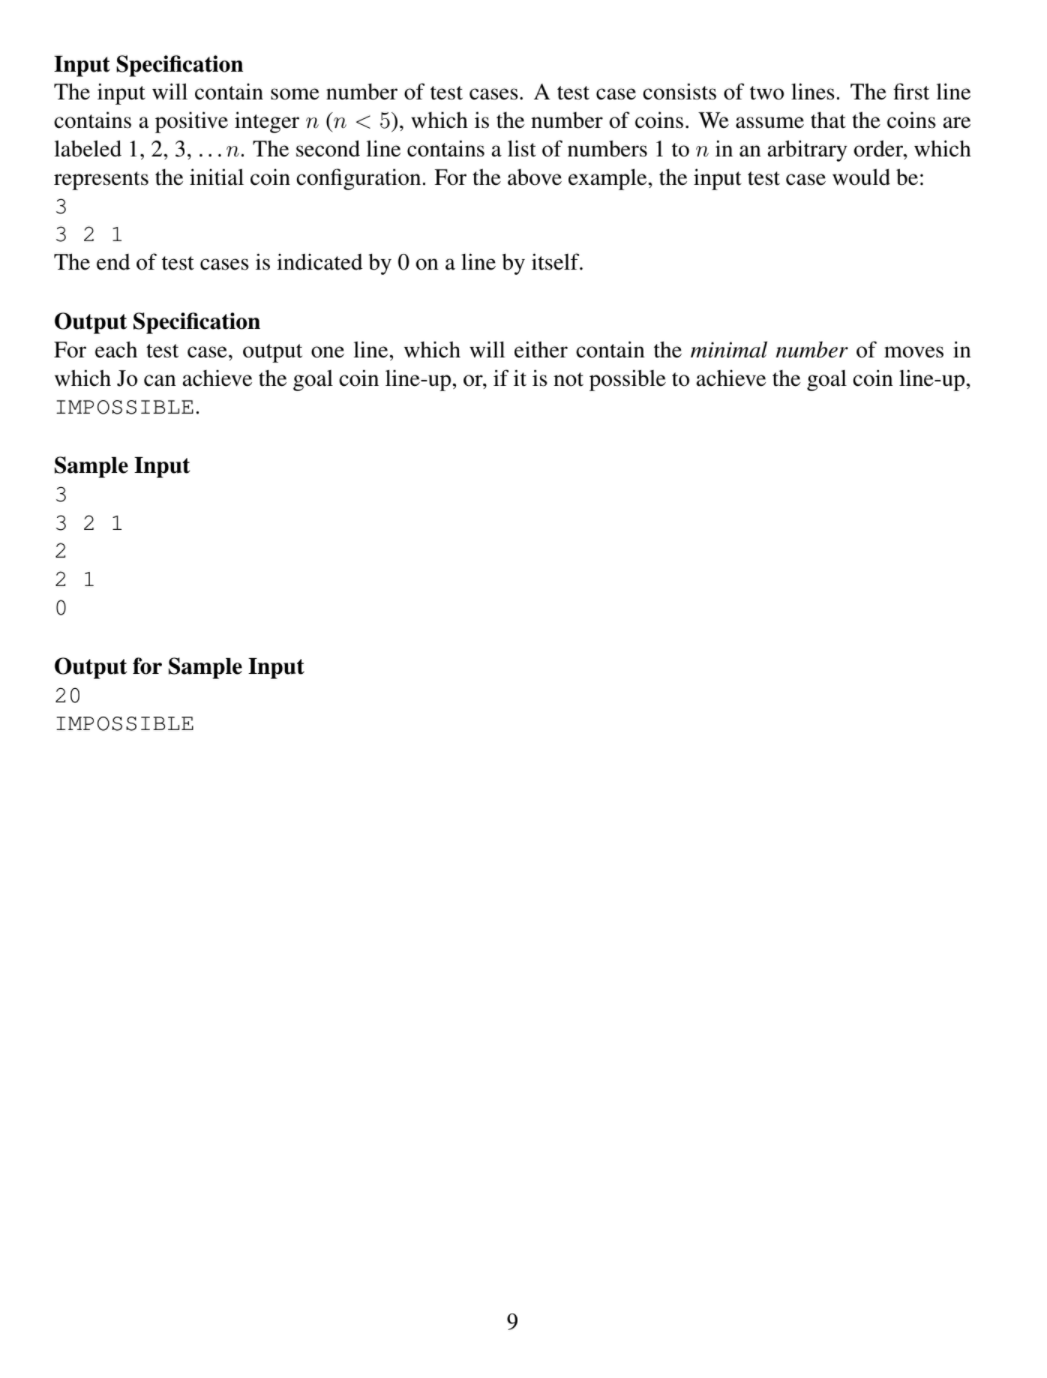 Input Specification
The input will contain some number of test cases. A test case consists of two lines. The first line
contains a positive integer n (n < 5), which is the number of coins. We assume that the coins are
labeled 1, 2, 3, ...n. The second line contains a list of numbers 1 to n in an arbitrary order, which
represents the initial coin configuration. For the above example, the input test case would be:
3
3 2 1
The end of test cases is indicated by 0 on a line by itself.
Output Specification
For each test case, output one line, which will either contain the minimal number of moves in
which Jo can achieve the goal coin line-up, or, if it is not possible to achieve the goal coin line-up,
IMPOSSIBLE.
Sample Input
3
3 2 1
2
2 1
0
Output for Sample Input
20
IMPOSSIBLE
9